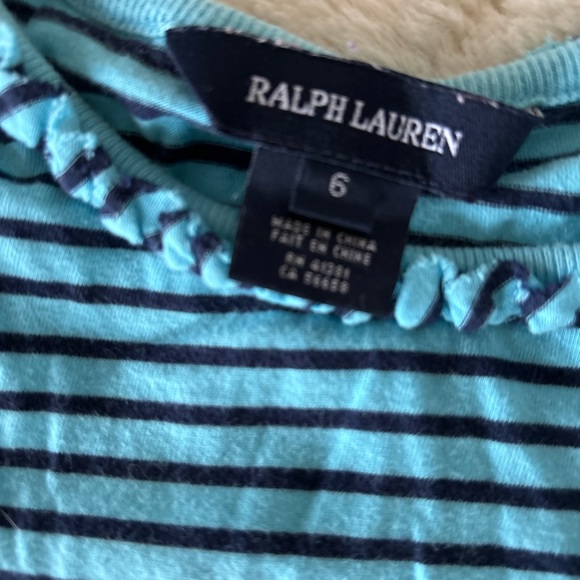 RALPH LAUREN
6
MADE IN CHINA
FAIT EN CHINE
RN 41381
CA 56658